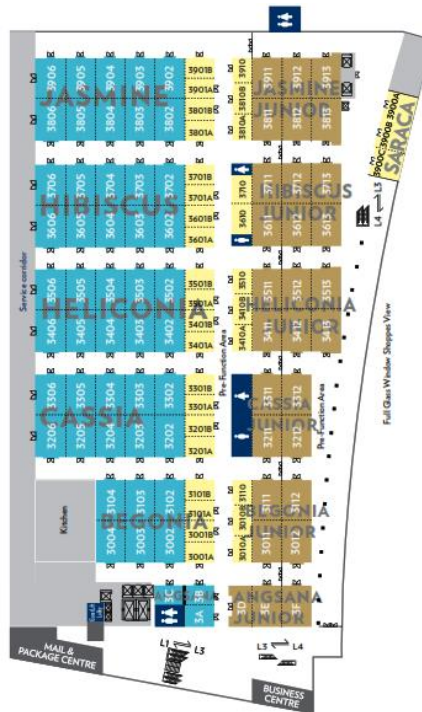 JASMINE
3906
3905
3904
3903
3902
3901B
3901A
3806
3805
3804
3803
3802
3801B
3801A
JASMINE JUNIOR
3910
3810B
3810A
3911
3912
3913
3811
3812
3813
SARACA
3900C
3900B
3900A
HIBISCUS
3706
3705
3704
3703
3702
3701B
3701A
3606
3605
3604
3603
3602
3601B
3601A
HIBISCUS JUNIOR
3710
3610
3711
3712
3713
3611
3612
3613
L4
L3
Service corridor
HELICONIA
3506
3505
3504
3503
3502
3501B
3501A
3406
3405
3404
3403
3402
3401B
3401A
HELICONIA JUNIOR
3510
3410B
3410A
3511
3512
3513
3411
3412
3413
Pre-Function Area
Full Glass Window Shoppes View
CASSIA
3306
3305
3304
3303
3302
3301B
3301A
3206
3205
3204
3203
3202
3201B
3201A
CASSIA JUNIOR
3311
3312
3211
3212
Pre-Function Area
Kitchen
BEGONIA
3104
3103
3102
3101B
3101A
3004
3003
3002
3001B
3001A
BEGONIA JUNIOR
3110
3010B
3010A
3111
3112
3011
3012
3C
3B
3A
ANGSANA JUNIOR
3D
3E
3F
MAIL & PACKAGE CENTRE
L1
L3
L3
L4
BUSINESS CENTRE